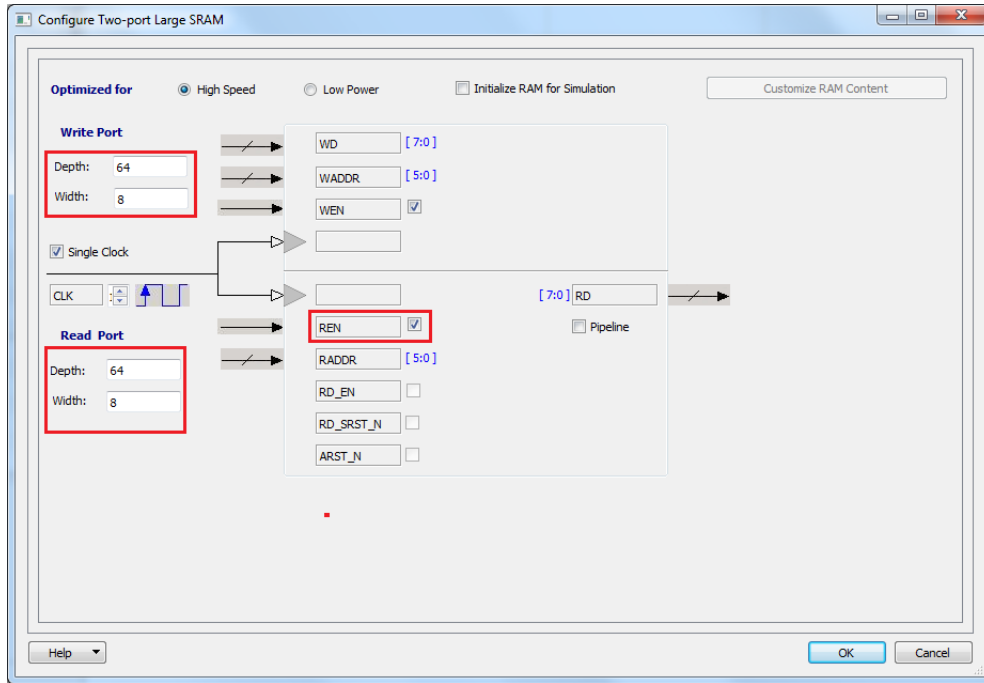 Configure Two-port Large SRAM
Optimized for High Speed Low Power Initialize RAM for Simulation Customize RAM Content
Write Port
WD [ 7:0 ]
Depth: 64
WADDR [ 5:0 ]
Width: 8
WEN
Single Clock
CLK
[ 7:0 ] RD
REN Pipeline
Read Port
RADDR [ 5:0 ]
Depth: 64
RD_EN
Width: 8
RD_SRST_N
ARST_N
Help OK Cancel